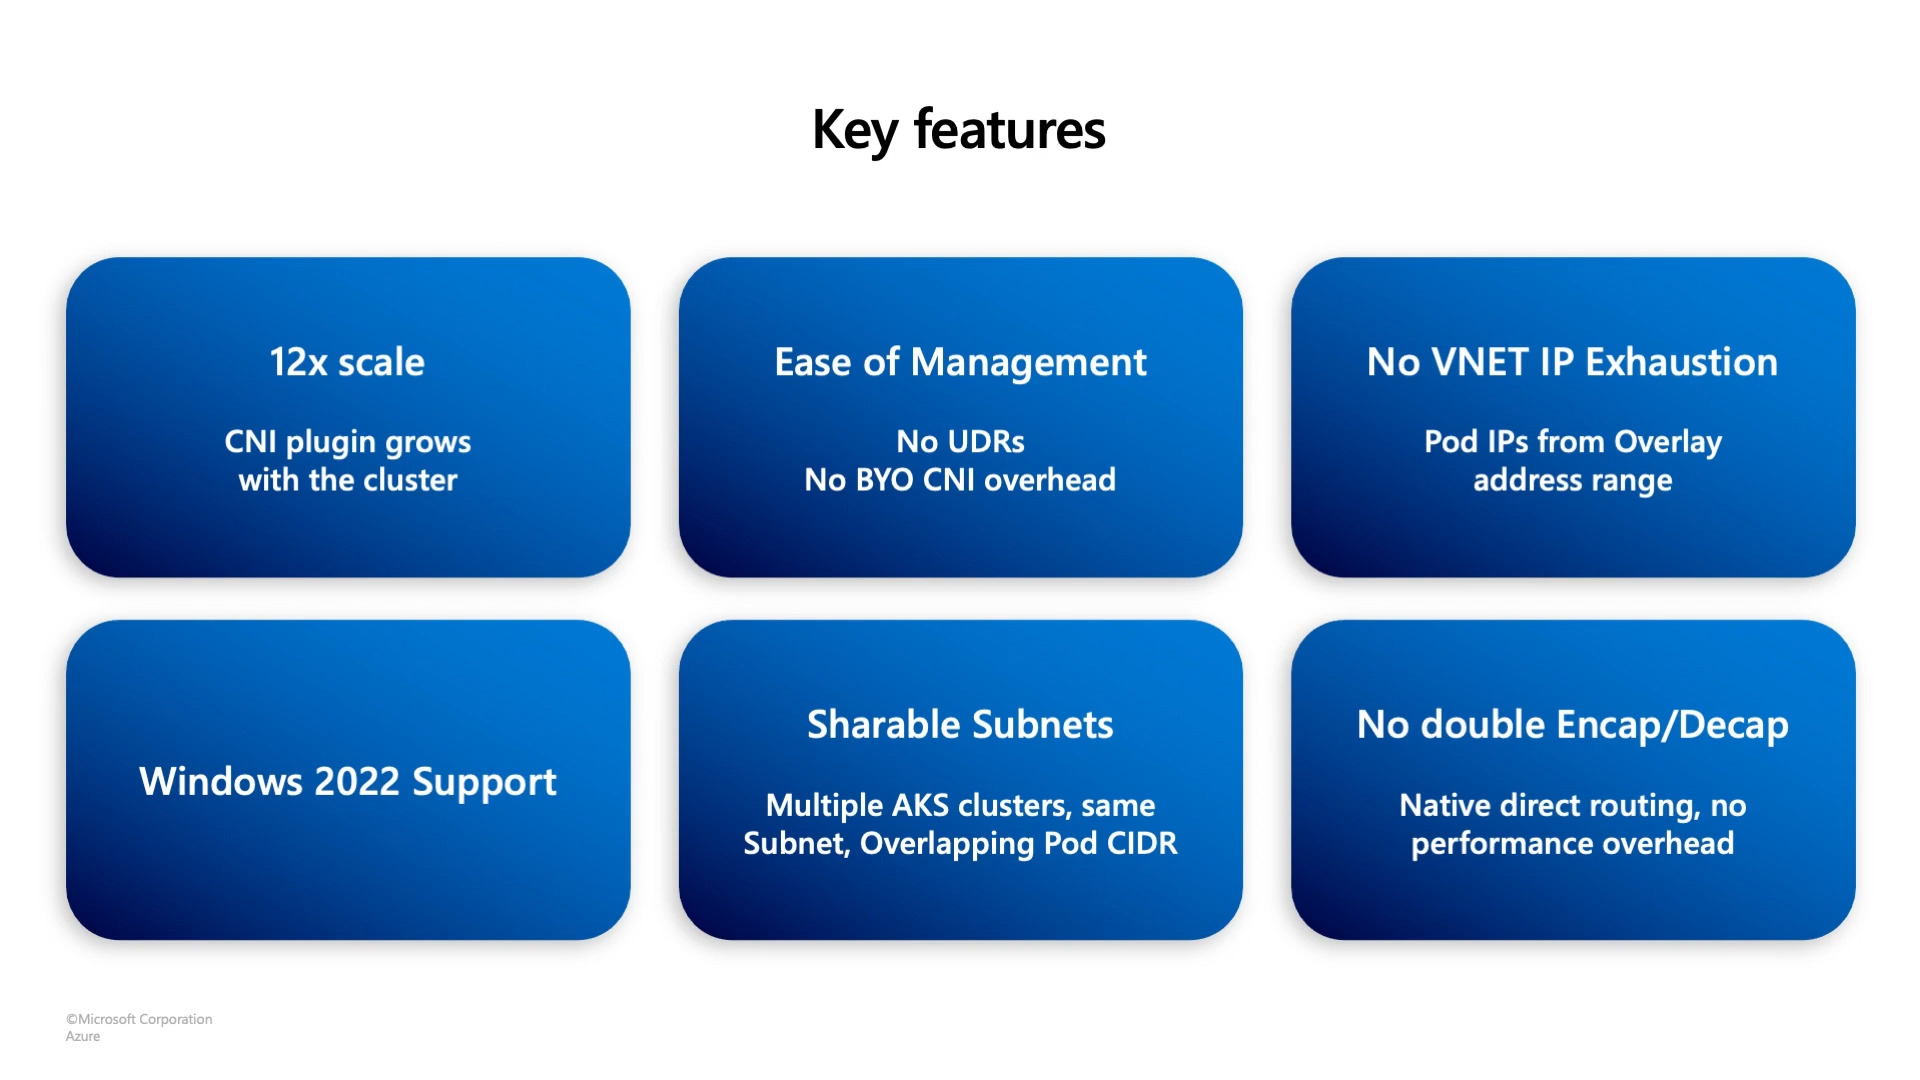 Key features
12x scale
CNI plugin grows
with the cluster
Ease of Management
No UDRs
No BYO CNI overhead
No VNET IP Exhaustion
Pod IPs from Overlay
address range
Windows 2022 Support
Sharable Subnets
Multiple AKS clusters, same
Subnet, Overlapping Pod CIDR
No double Encap/Decap
Native direct routing, no
performance overhead
©Microsoft Corporation
Azure